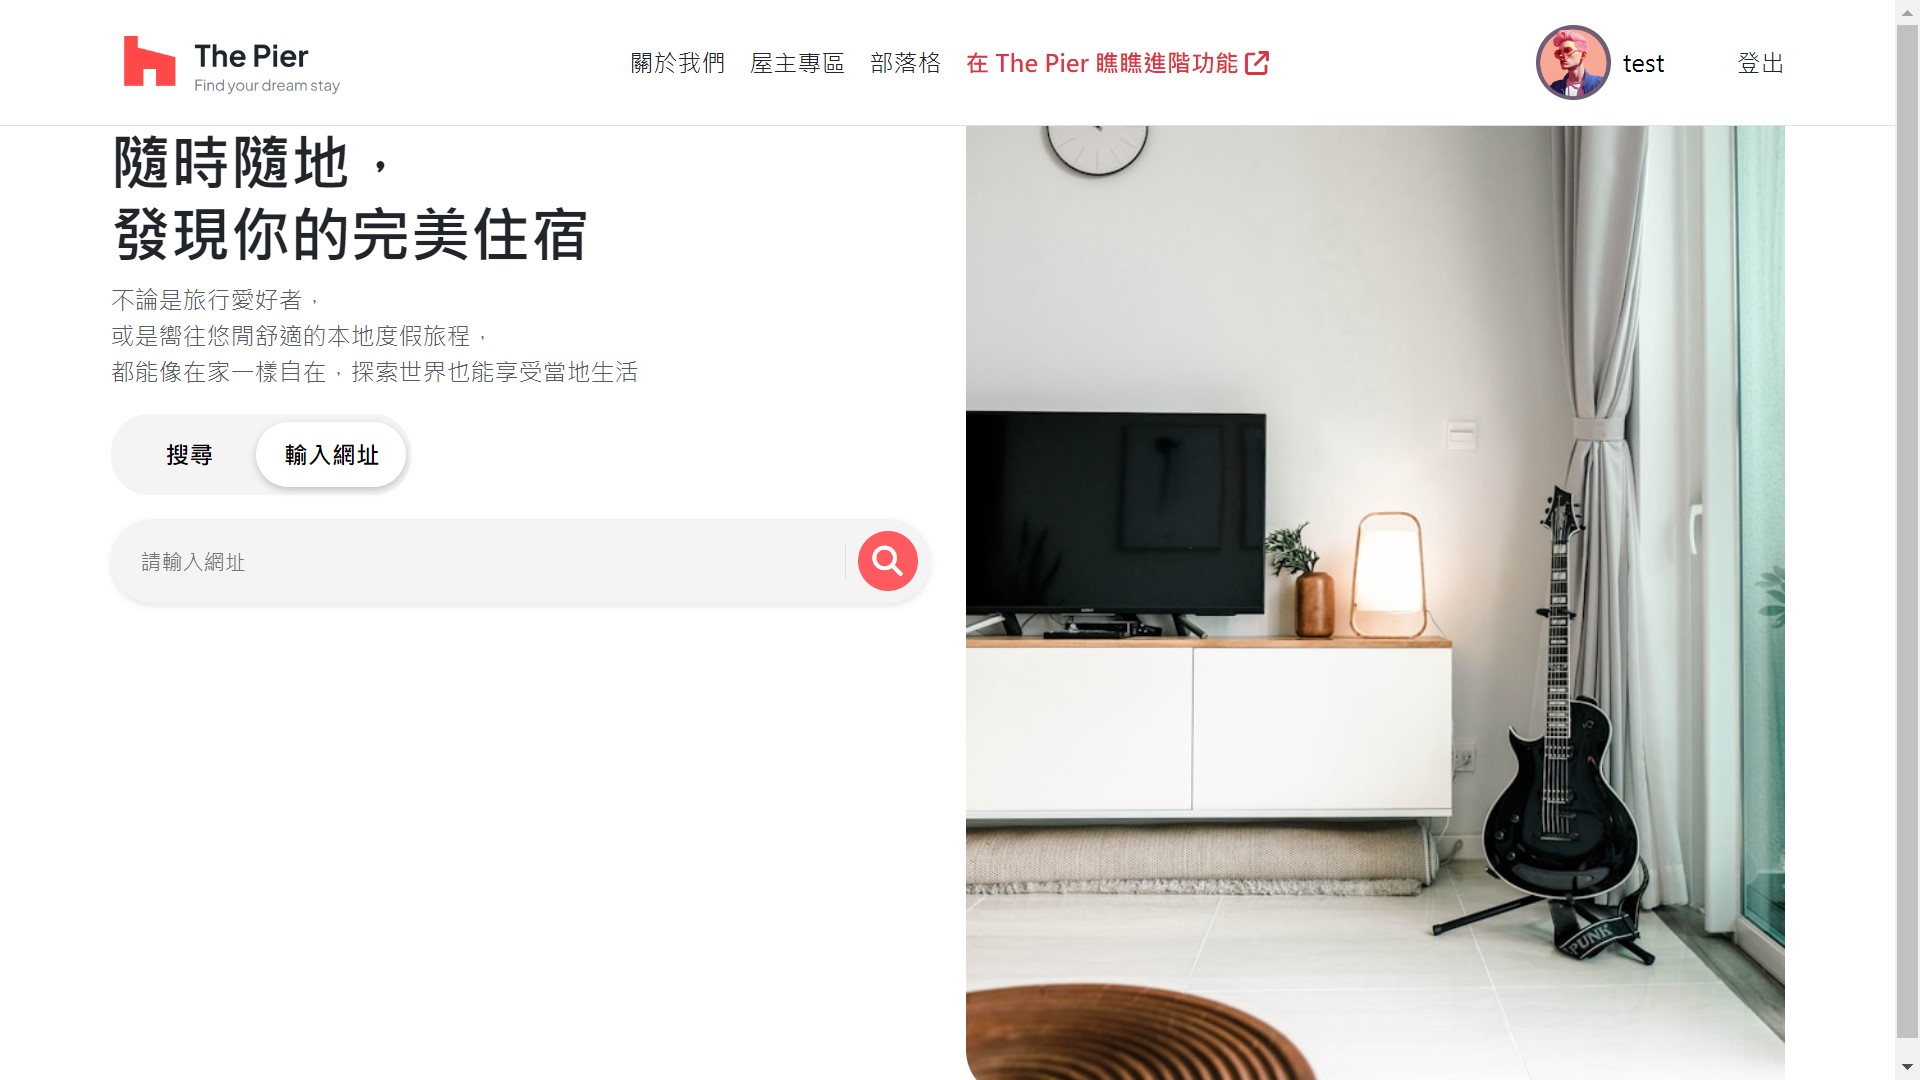 The Pier
Find your dream stay
關於我們
屋主專區
部落格
在 The Pier 瞧瞧進階功能
test
登出
隨時隨地，
發現你的完美住宿
不論是旅行愛好者，
或是嚮往悠閒舒適的本地度假旅程，
都能像在家一樣自在，探索世界也能享受當地生活
搜尋
輸入網址
請輸入網址
SONY
PUNK